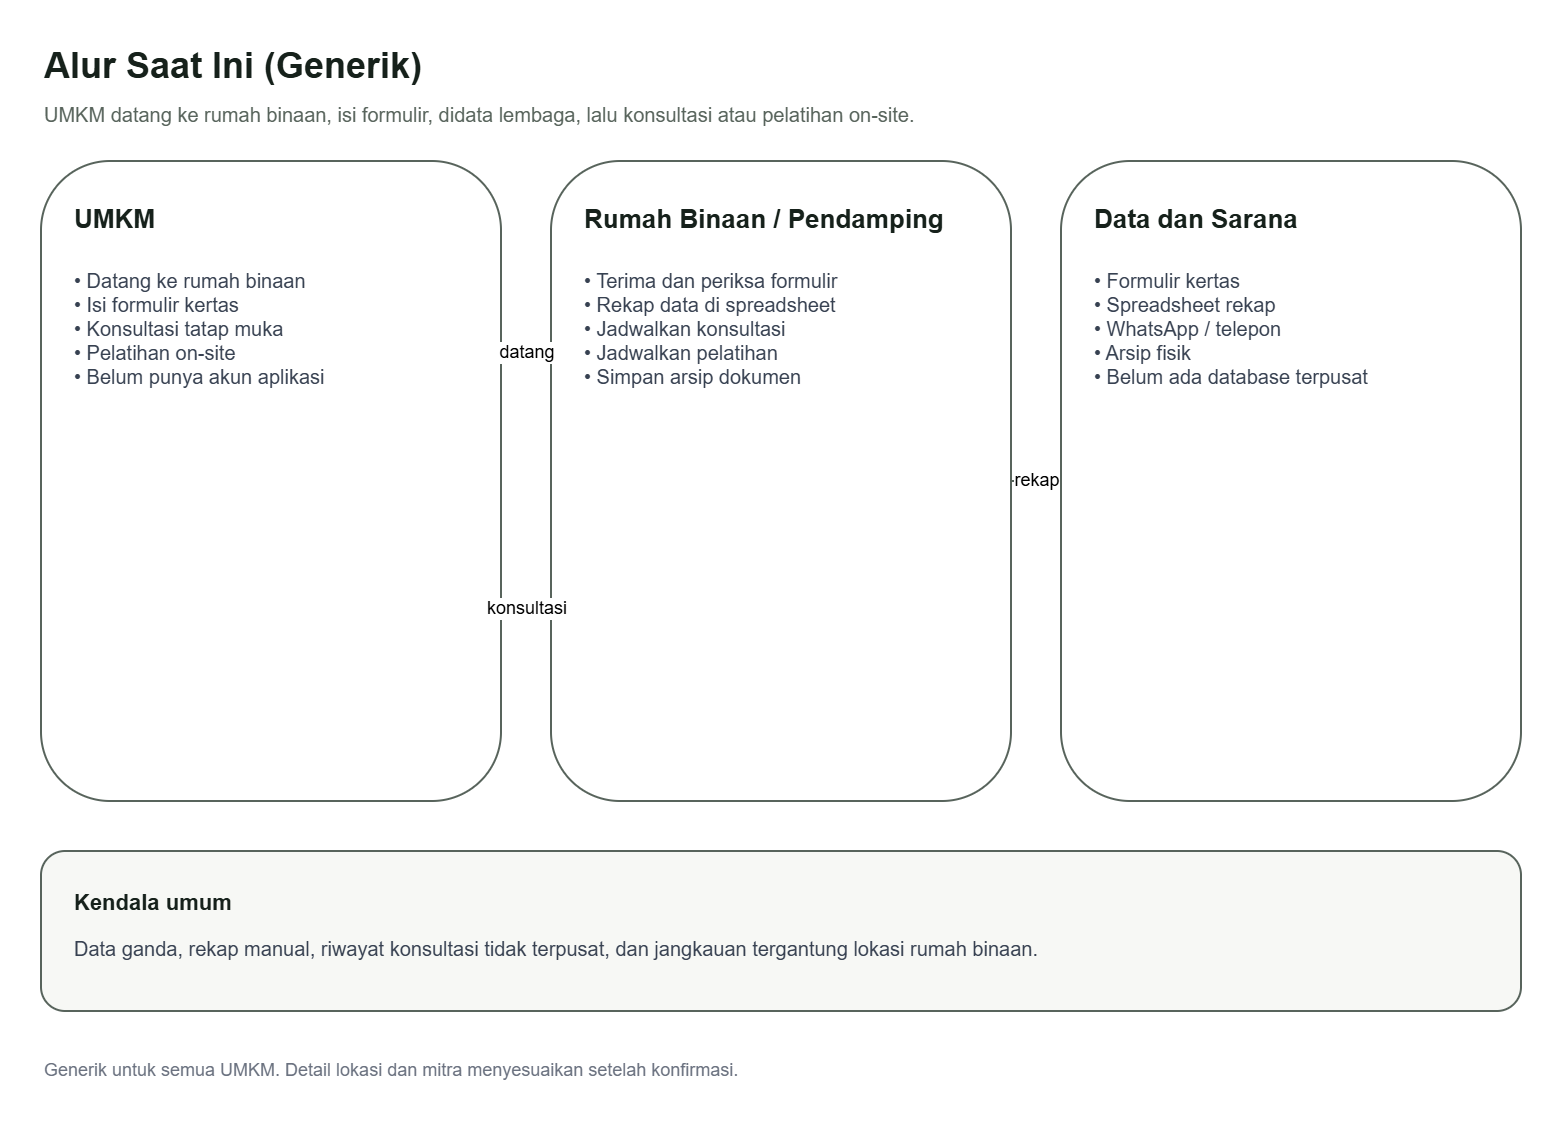 Alur Saat Ini (Generik)
UMKM datang ke rumah binaan, isi formulir, didata lembaga, lalu konsultasi atau pelatihan on-site.
UMKM
• Datang ke rumah binaan
• Isi formulir kertas
• Konsultasi tatap muka
• Pelatihan on-site
• Belum punya akun aplikasi
datang
konsultasi
Rumah Binaan / Pendamping
• Terima dan periksa formulir
• Rekap data di spreadsheet
• Jadwalkan konsultasi
• Jadwalkan pelatihan
• Simpan arsip dokumen
rekap
Data dan Sarana
• Formulir kertas
• Spreadsheet rekap
• WhatsApp / telepon
• Arsip fisik
• Belum ada database terpusat
Kendala umum
Data ganda, rekap manual, riwayat konsultasi tidak terpusat, dan jangkauan tergantung lokasi rumah binaan.
Generik untuk semua UMKM. Detail lokasi dan mitra menyesuaikan setelah konfirmasi.